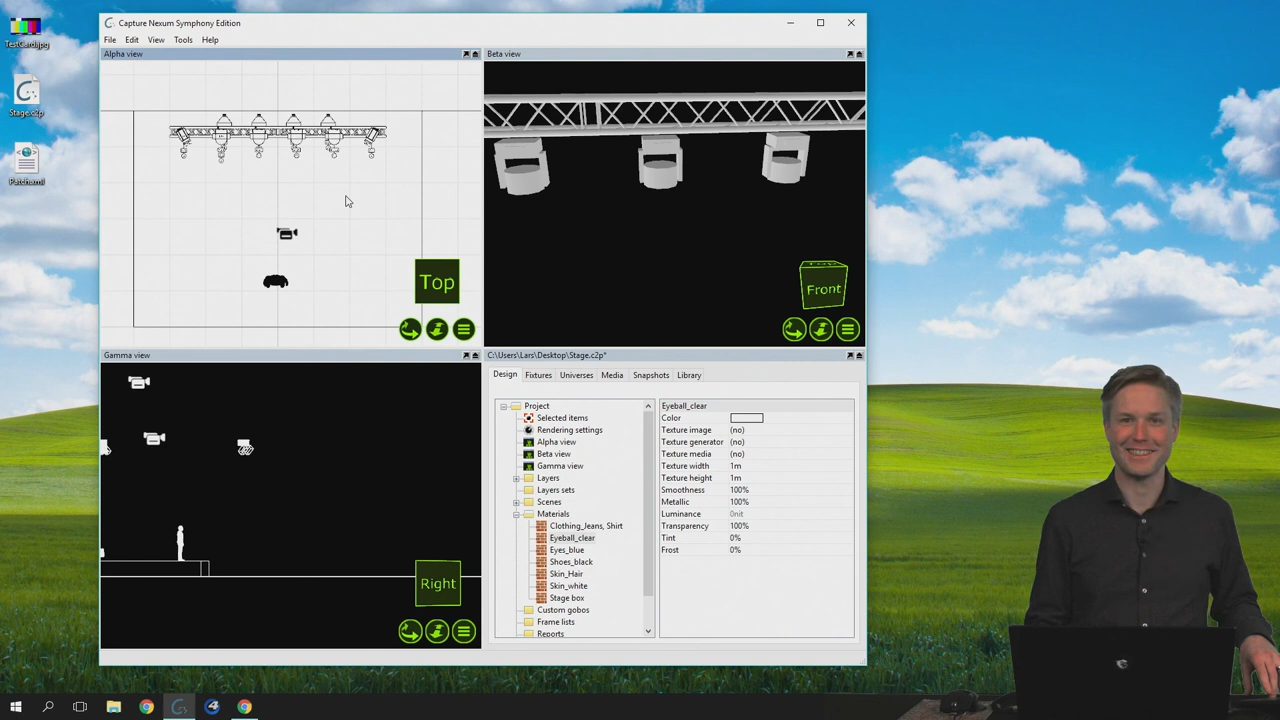 TestCard.jpg
Stage.c2p
Patch.xml
Capture Nexum Symphony Edition
File Edit View Tools Help
Alpha view
Top
Beta view
Top
Front
Gamma view
Right
C:\Users\Lars\Desktop\Stage.c2p*
Design Fixtures Universes Media Snapshots Library
Project
Selected items
Rendering settings
Alpha view
Beta view
Gamma view
Layers
Layers sets
Scenes
Materials
Clothing_Jeans, Shirt
Eyeball_clear
Eyes_blue
Shoes_black
Skin_Hair
Skin_white
Stage box
Custom gobos
Frame lists
Reports
Eyeball_clear
Color
Texture image (no)
Texture generator (no)
Texture media (no)
Texture width 1m
Texture height 1m
Smoothness 100%
Metallic 100%
Luminance 0nit
Transparency 100%
Tint 0%
Frost 0%